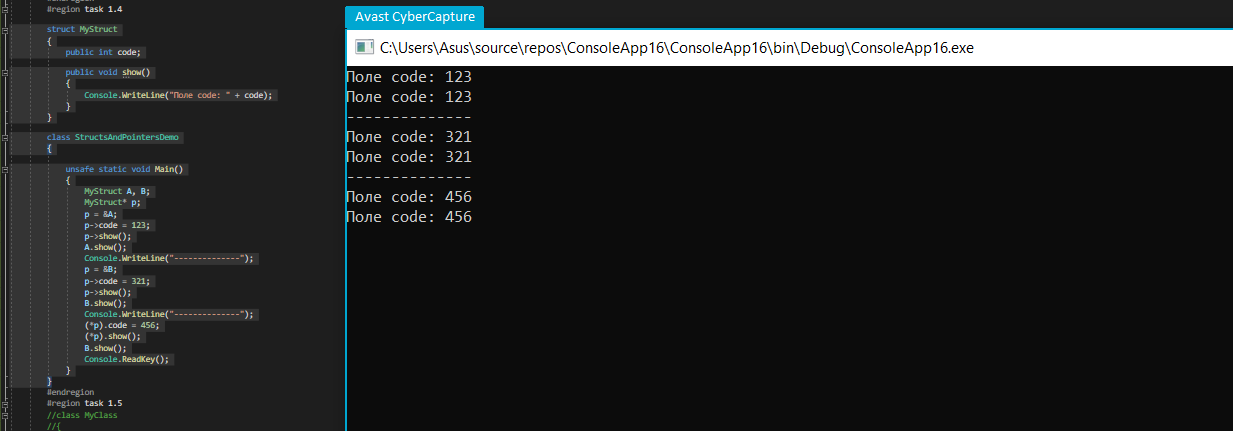 #region task 1.4
struct MyStruct
{
public int code;
public void show()
{
Console.WriteLine("Поле code: " + code);
}
}
class StructsAndPointersDemo
{
unsafe static void Main()
{
MyStruct A, B;
MyStruct* p;
p = &A;
p->code = 123;
p->show();
A.show();
Console.WriteLine("--------------");
p = &B;
p->code = 321;
p->show();
B.show();
Console.WriteLine("--------------");
(*p).code = 456;
(*p).show();
B.show();
Console.ReadKey();
}
}
#endregion
#region task 1.5
//class MyClass
//{
Avast CyberCapture
C:\Users\Asus\source\repos\ConsoleApp16\ConsoleApp16\bin\Debug\ConsoleApp16.exe
Поле code: 123
Поле code: 123
--------------
Поле code: 321
Поле code: 321
--------------
Поле code: 456
Поле code: 456